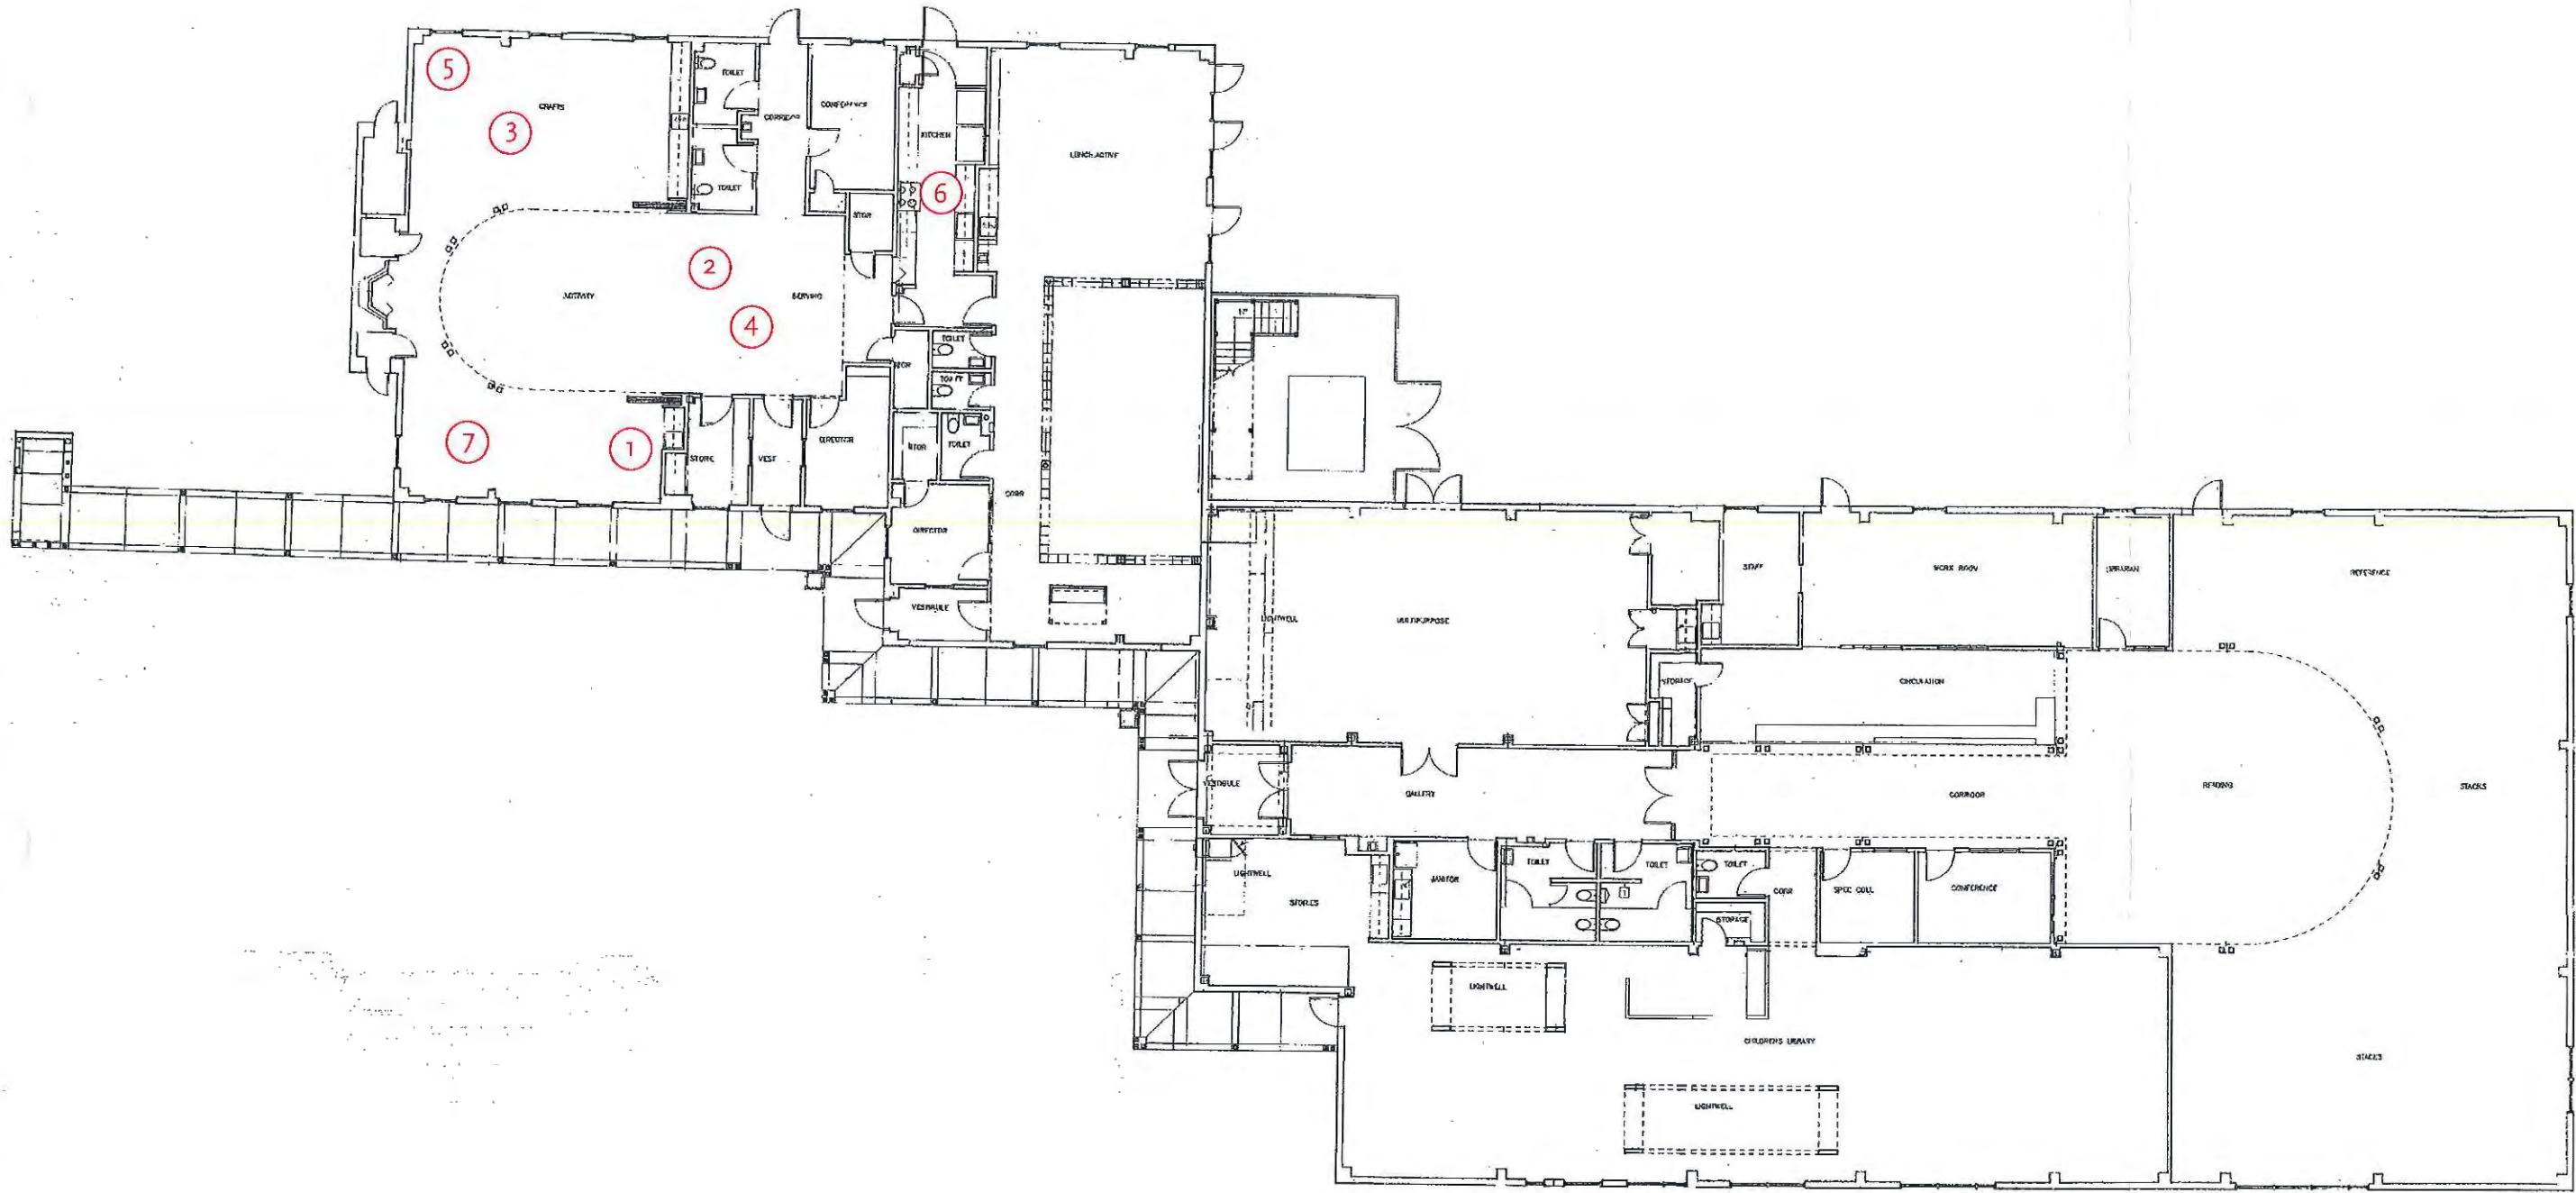 5
CRAFTS
3
TOILET
CORRIDOR
TOILET
CONFERENCE
KITCHEN
6
LUNCH ACTIVE
STOR
2
ACTIVITY
SERVING
4
STOR
TOILET
TOILET
7
1
STORE
VEST
DIRECTOR
STOR
TOILET
CORR
DIRECTOR
VESTIBULE
LIGHTWELL
MULTIPURPOSE
STAFF
WORK ROOM
LIBRARIAN
REFERENCE
STORAGE
CIRCULATION
VESTIBULE
GALLERY
CORRIDOR
READING
STACKS
LIGHTWELL
STORES
JANITOR
TOILET
TOILET
TOILET
STORAGE
CORR
SPEC COLL
CONFERENCE
LIGHTWELL
CHILDRENS LIBRARY
STACKS
LIGHTWELL